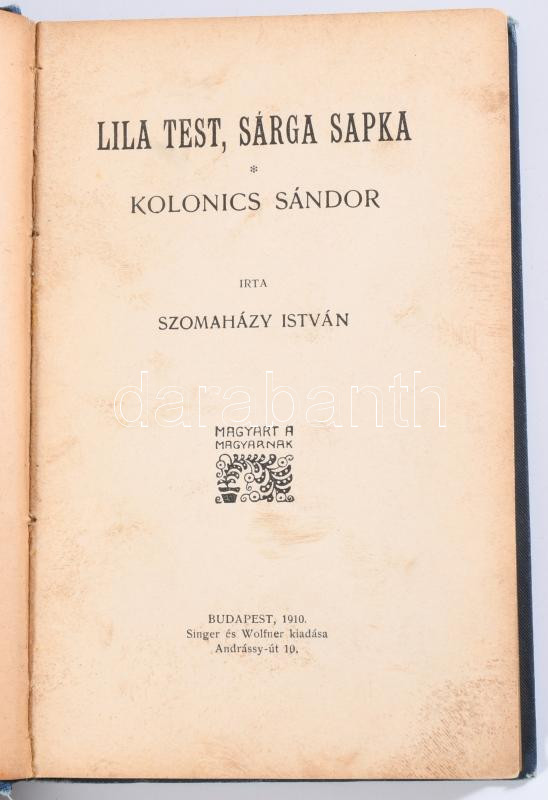 LILA TEST, SÁRGA SAPKA
*
KOLONICS SÁNDOR
IRTA
SZOMAHÁZY ISTVÁN
darabanth
MAGYART A
MAGYARNAK
BUDAPEST, 1910.
Singer és Wolfner kiadása
Andrássy-út 10.